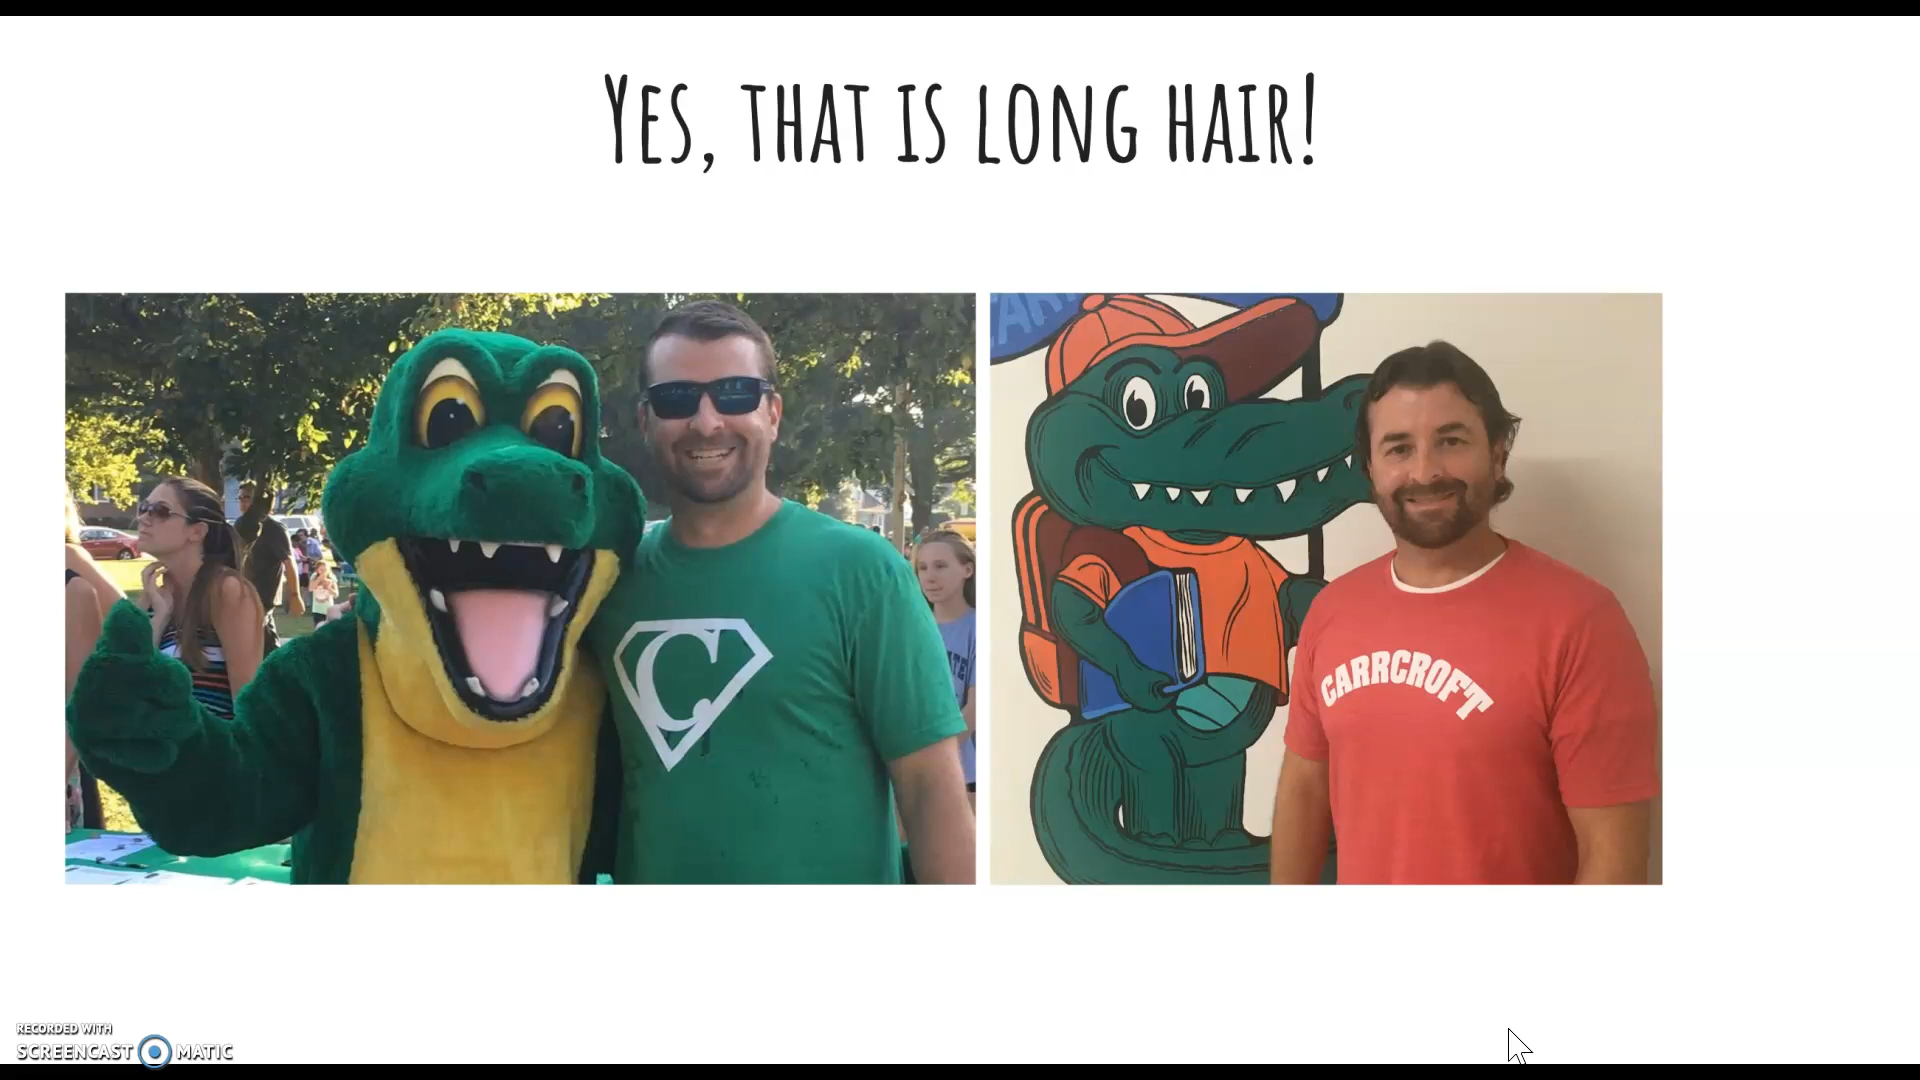 Yes, that is long hair!
C
CARRCROFT
RECORDED WITH
SCREENCAST MATIC